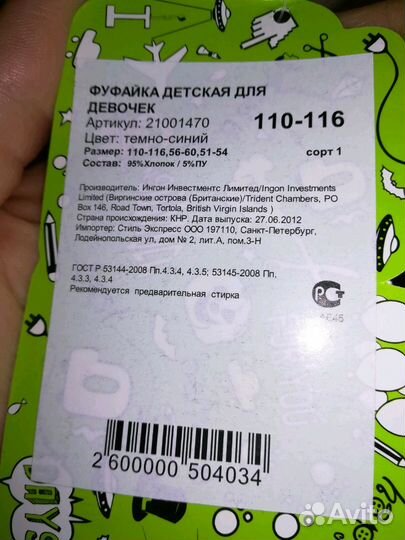 ФУФАЙКА ДЕТСКАЯ ДЛЯ
ДЕВОЧЕК
Артикул: 21001470
110-116
Цвет: темно-синий
Размер: 110-116,56-60,51-54
сорт 1
Состав: 95%Хлопок / 5%ПУ
Производитель: Ингон Инвестментс Лимитед/Ingon Investments
Limited (Виргинские острова (Британские)/Trident Chambers, PO
Box 146, Road Town, Tortola, British Virgin Islands )
Страна происхождения: КНР. Дата выпуска: 27.06.2012
Импортер: Стиль Экспресс ООО 197110, Санкт-Петербург,
Лодейнопольская ул, дом № 2, лит.А, пом.3-Н
ГОСТ Р 53144-2008 Пп.4.3.4, 4.3.5; 53145-2008 Пп.
4.3.3, 4.3.4
Рекомендуется предварительная стирка
АЕ45
2 600000 504034
Avito